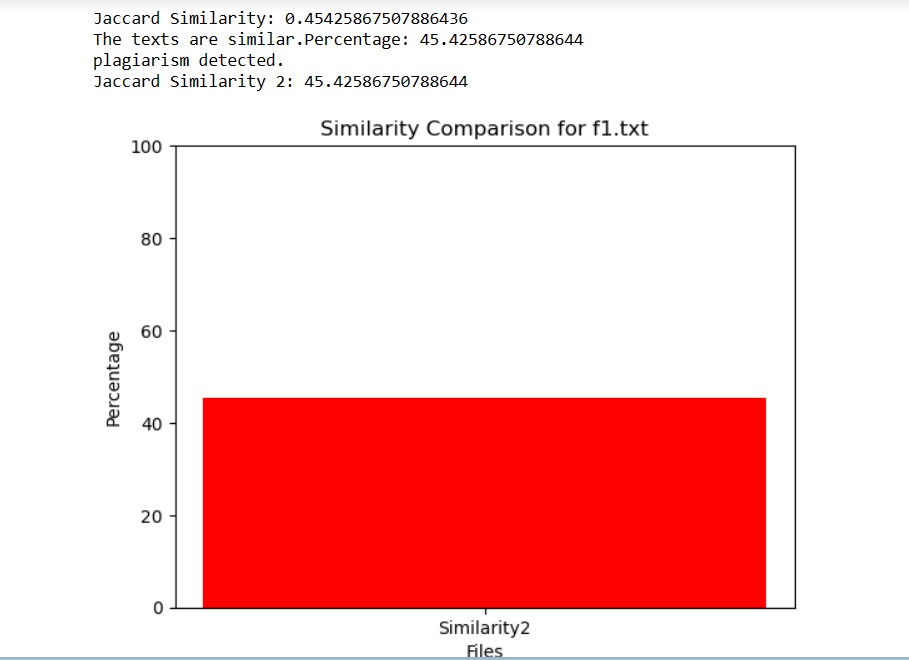 Jaccard Similarity: 0.45425867507886436
The texts are similar.Percentage: 45.42586750788644
plagiarism detected.
Jaccard Similarity 2: 45.42586750788644
Similarity Comparison for f1.txt
100
80
60
40
20
0
Percentage
Similarity2
Files